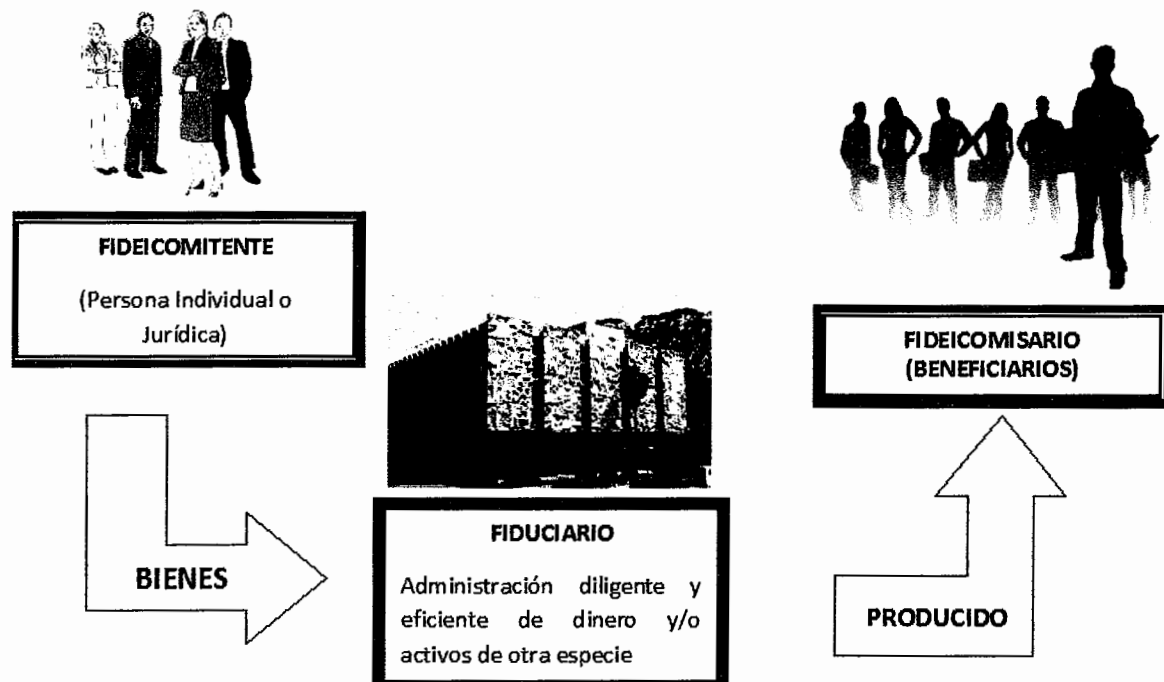 FIDEICOMITENTE
(Persona Individual o
Jurídica)
BIENES
FIDUCIARIO
Administración diligente y
eficiente de dinero y/o
activos de otra especie
FIDEICOMISARIO
(BENEFICIARIOS)
PRODUCIDO